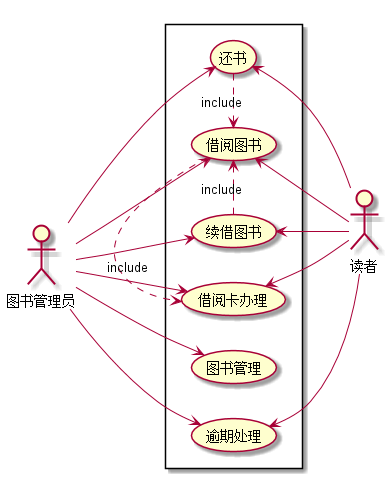 还书
include
借阅图书
include
续借图书
include
借阅卡办理
图书管理
逾期处理
图书管理员
读者